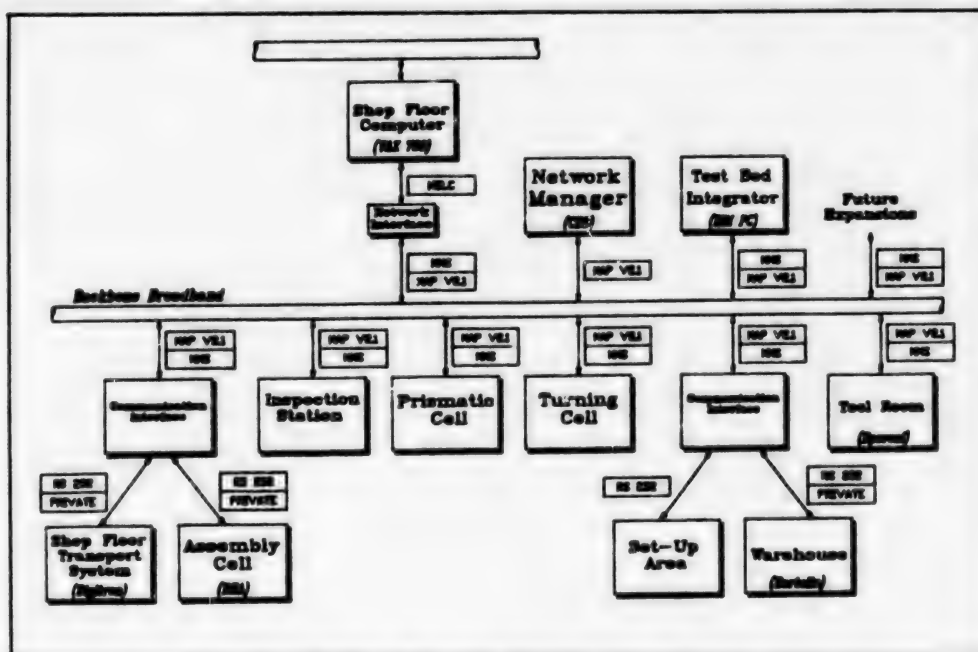 Shop Floor
Computer
Network
Interface
Network
Manager
Test Bed
Integrator
(IBM PC)
Future
Expansions
MAP V2.1
MAP V2.1
MAP V2.1
MAP V2.1
Backbone Broadband
MAP V2.1
MAP V2.1
MAP V2.1
MAP V2.1
MAP V2.1
MAP V2.1
Communication
Interface
Inspection
Station
Prismatic
Cell
Turning
Cell
Communication
Interface
Tool Room
RS 232
PRIVATE
RS 232
PRIVATE
RS 232
RS 232
PRIVATE
Shop Floor
Transport
System
Assembly
Cell
Set-Up
Area
Warehouse